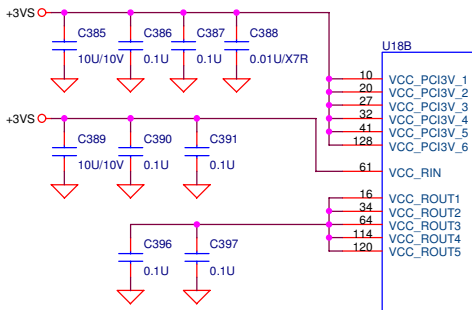 +3VS
C385
C386
C387
C388
10U/10V
0.1U
0.1U
0.01U/X7R
U18B
10 VCC_PCI3V_1
20 VCC_PCI3V_2
27 VCC_PCI3V_3
32 VCC_PCI3V_4
41 VCC_PCI3V_5
128 VCC_PCI3V_6
+3VS
C389
C390
C391
10U/10V
0.1U
0.1U
61 VCC_RIN
16 VCC_ROUT1
34 VCC_ROUT2
64 VCC_ROUT3
114 VCC_ROUT4
120 VCC_ROUT5
C396
C397
0.1U
0.1U